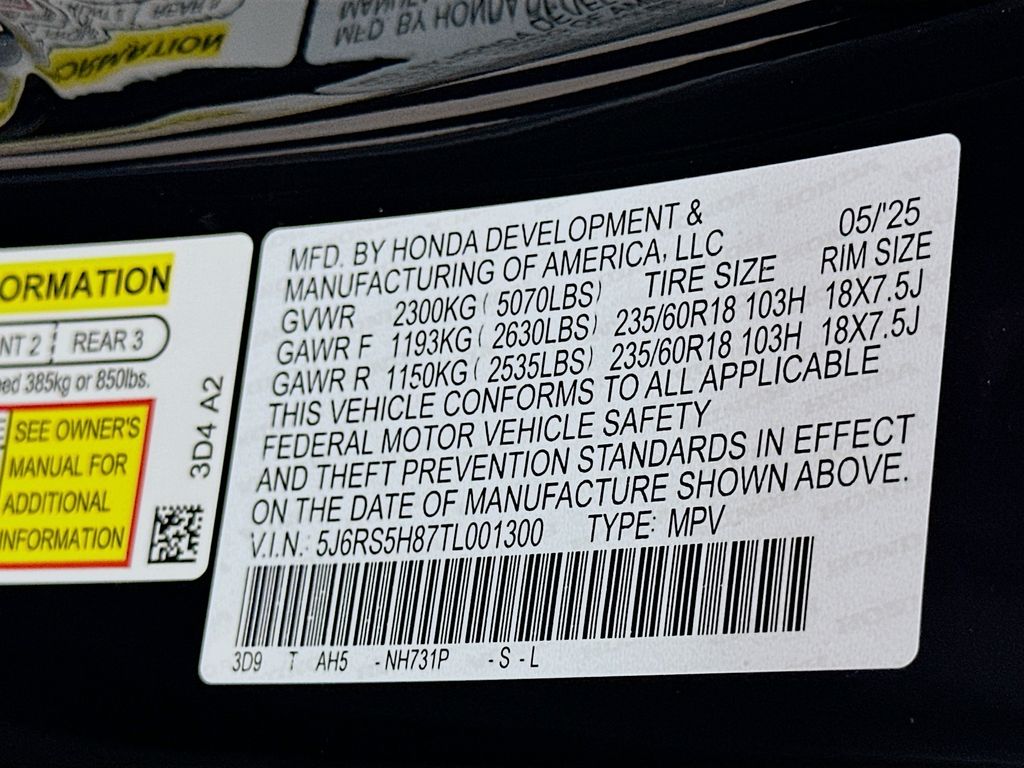 ORMATION
NT 2 REAR 3
ed 385kg or 850lbs.
SEE OWNER'S
MANUAL FOR
ADDITIONAL
INFORMATION
3D4 A2
MFD. BY HONDA DEVELOPMENT &
MANUFACTURING OF AMERICA, LLC 05/'25
GVWR 2300KG ( 5070LBS) TIRE SIZE RIM SIZE
GAWR F 1193KG ( 2630LBS) 235/60R18 103H 18X7.5J
GAWR R 1150KG ( 2535LBS) 235/60R18 103H 18X7.5J
THIS VEHICLE CONFORMS TO ALL APPLICABLE
FEDERAL MOTOR VEHICLE SAFETY
AND THEFT PREVENTION STANDARDS IN EFFECT
ON THE DATE OF MANUFACTURE SHOWN ABOVE.
V.I.N.: 5J6RS5H87TL001300 TYPE: MPV
3D9 T AH5 - NH731P - S - L